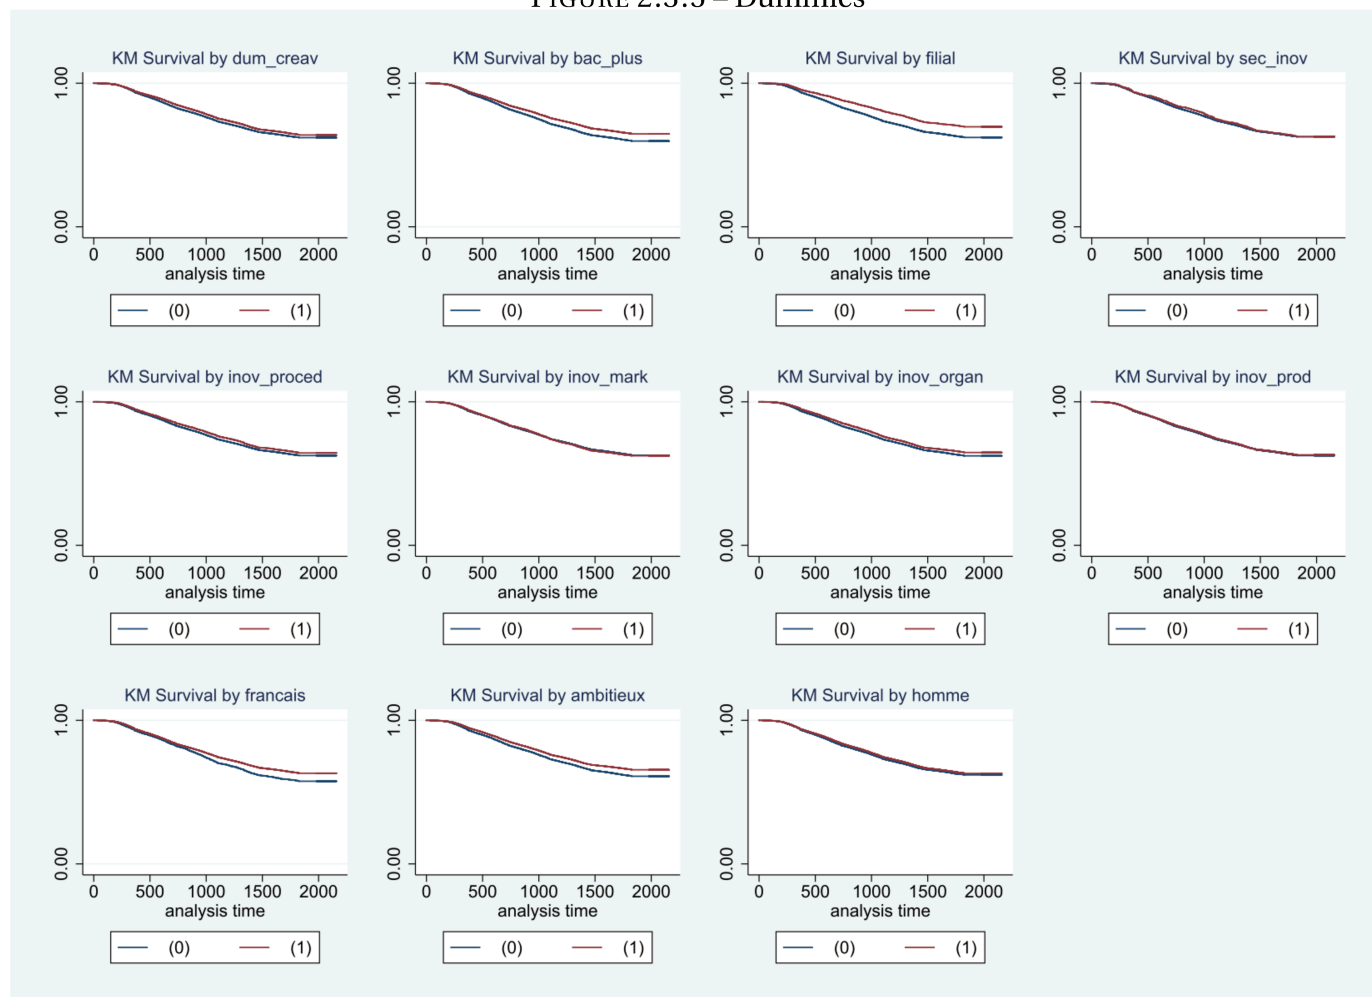 FIGURE 2.3.3 – Dummies
KM Survival by dum_creav
1.00
0.00
0 500 1000 1500 2000
analysis time
(0) (1)
KM Survival by bac_plus
1.00
0.00
0 500 1000 1500 2000
analysis time
(0) (1)
KM Survival by filial
1.00
0.00
0 500 1000 1500 2000
analysis time
(0) (1)
KM Survival by sec_inov
1.00
0.00
0 500 1000 1500 2000
analysis time
(0) (1)
KM Survival by inov_proced
1.00
0.00
0 500 1000 1500 2000
analysis time
(0) (1)
KM Survival by inov_mark
1.00
0.00
0 500 1000 1500 2000
analysis time
(0) (1)
KM Survival by inov_organ
1.00
0.00
0 500 1000 1500 2000
analysis time
(0) (1)
KM Survival by inov_prod
1.00
0.00
0 500 1000 1500 2000
analysis time
(0) (1)
KM Survival by francais
1.00
0.00
0 500 1000 1500 2000
analysis time
(0) (1)
KM Survival by ambitieux
1.00
0.00
0 500 1000 1500 2000
analysis time
(0) (1)
KM Survival by homme
1.00
0.00
0 500 1000 1500 2000
analysis time
(0) (1)